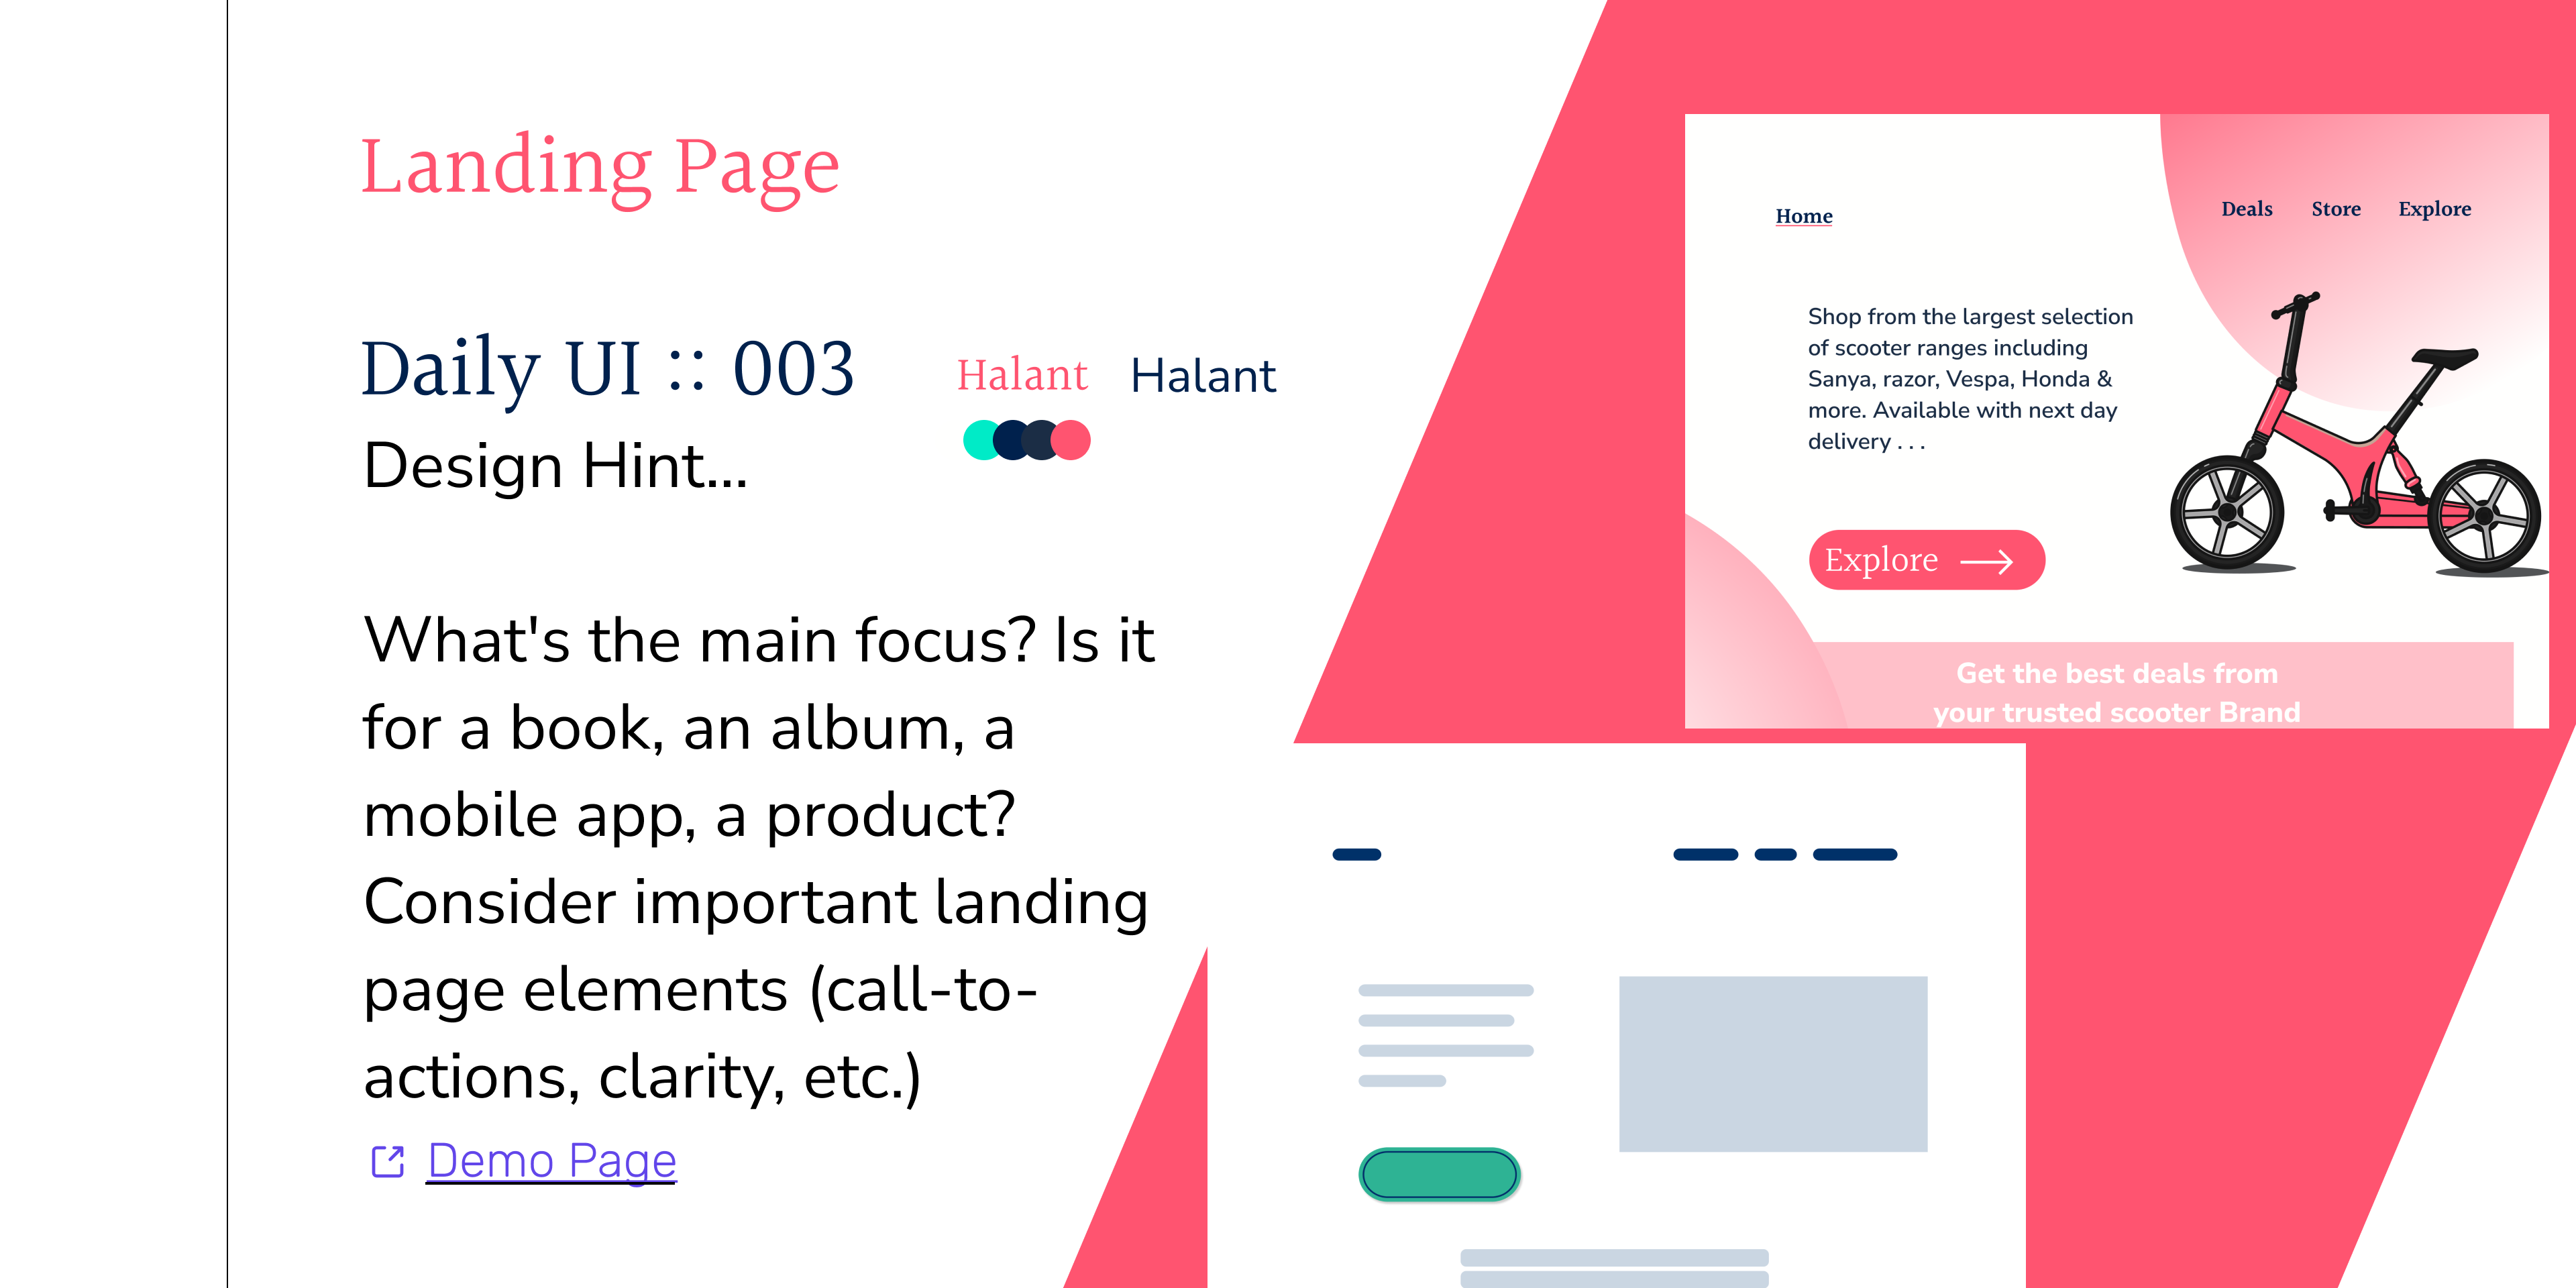 Landing Page
Daily UI :: 003
Design Hint...
Halant
Halant
What's the main focus? Is it
for a book, an album, a
mobile app, a product?
Consider important landing
page elements (call-to-
actions, clarity, etc.)
Demo Page
Home
Deals Store Explore
Shop from the largest selection
of scooter ranges including
Sanya, razor, Vespa, Honda &
more. Available with next day
delivery . . .
Explore
Get the best deals from
your trusted scooter Brand